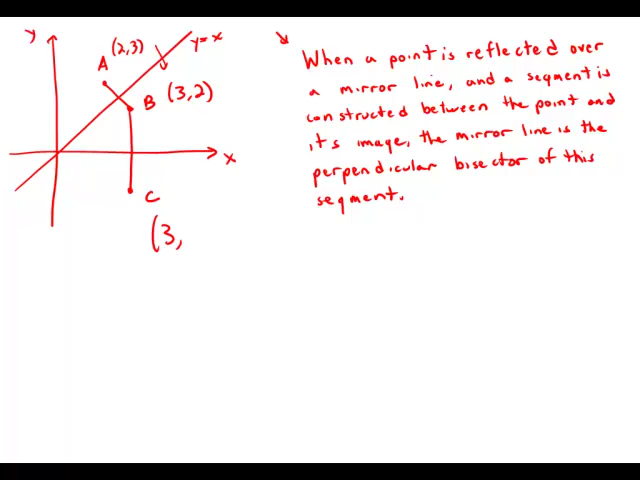 y
A (2,3)
y=x
B (3,2)
x
C
(3,
When a point is reflected over
a mirror line, and a segment is
constructed between the point and
it's image, the mirror line is the
perpendicular bisector of this
segment.